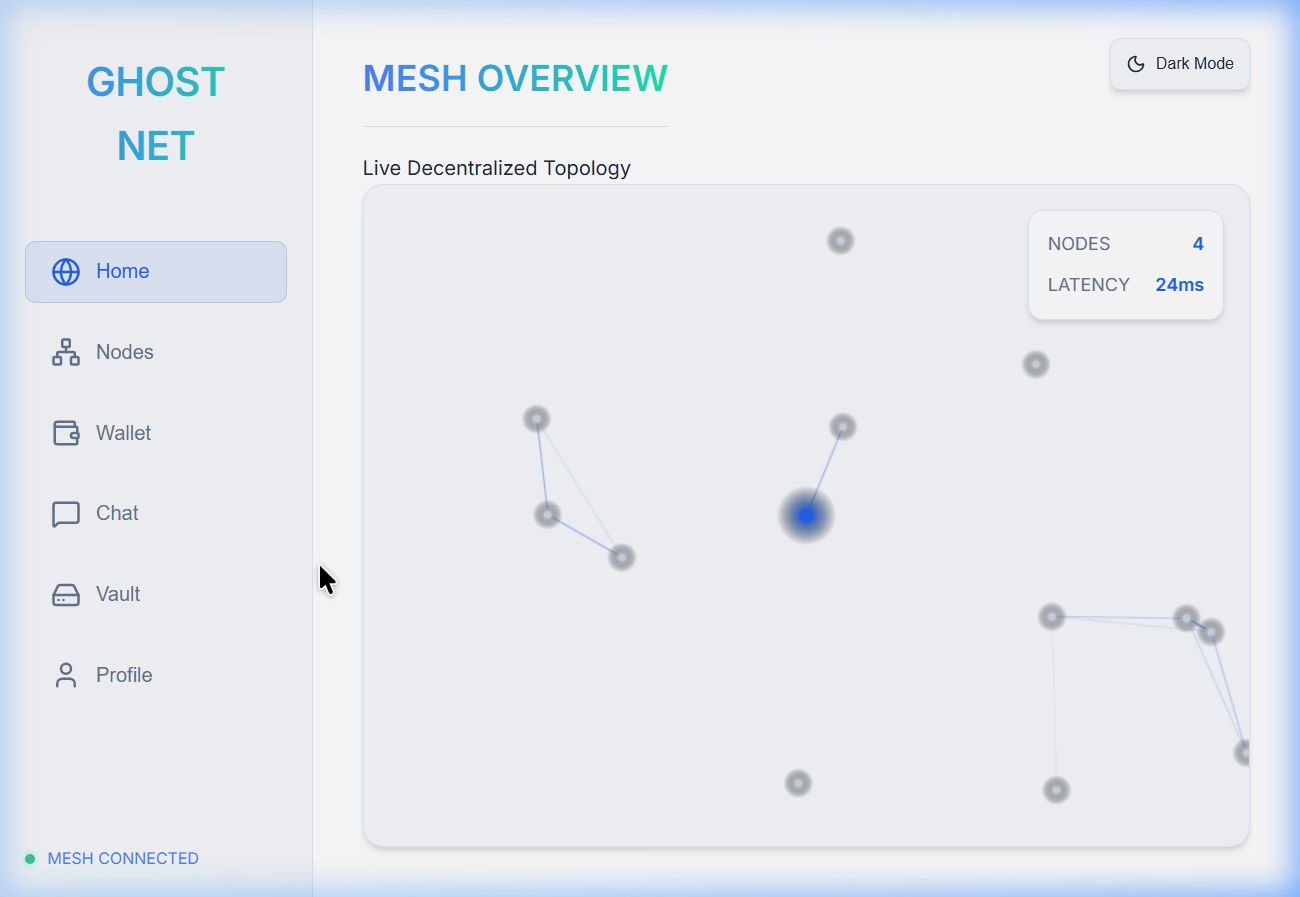 GHOST
NET
Home
Nodes
Wallet
Chat
Vault
Profile
MESH CONNECTED
MESH OVERVIEW
Dark Mode
Live Decentralized Topology
NODES 4
LATENCY 24ms